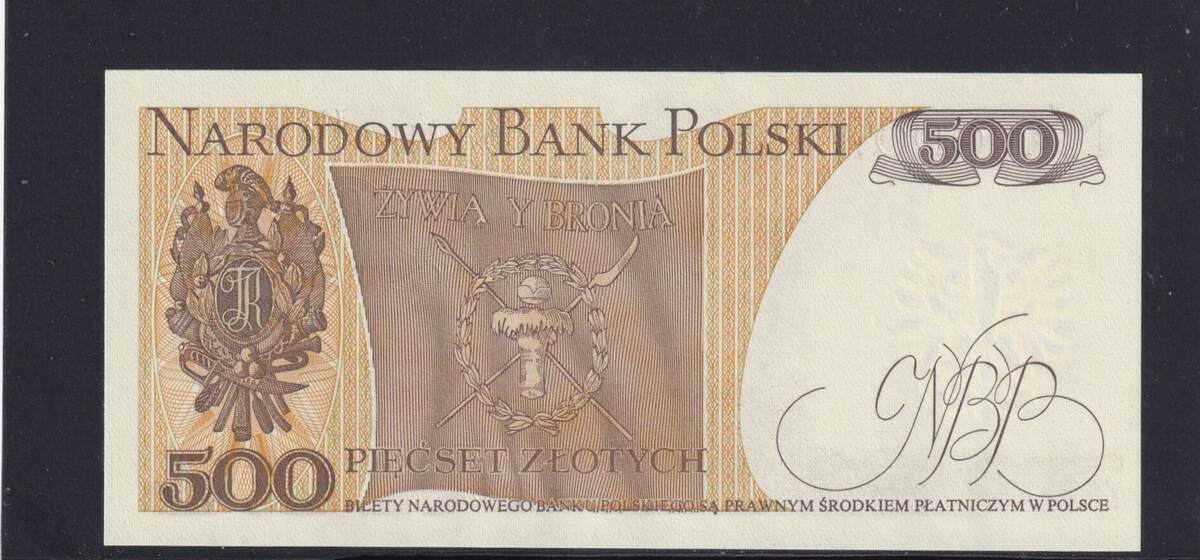 NARODOWY BANK POLSKI
500
ŻYWIĄ Y BRONIĄ
TK
NBP
500
PIĘĆSET ZŁOTYCH
BILETY NARODOWEGO BANKU POLSKIEGO SĄ PRAWNYM ŚRODKIEM PŁATNICZYM W POLSCE